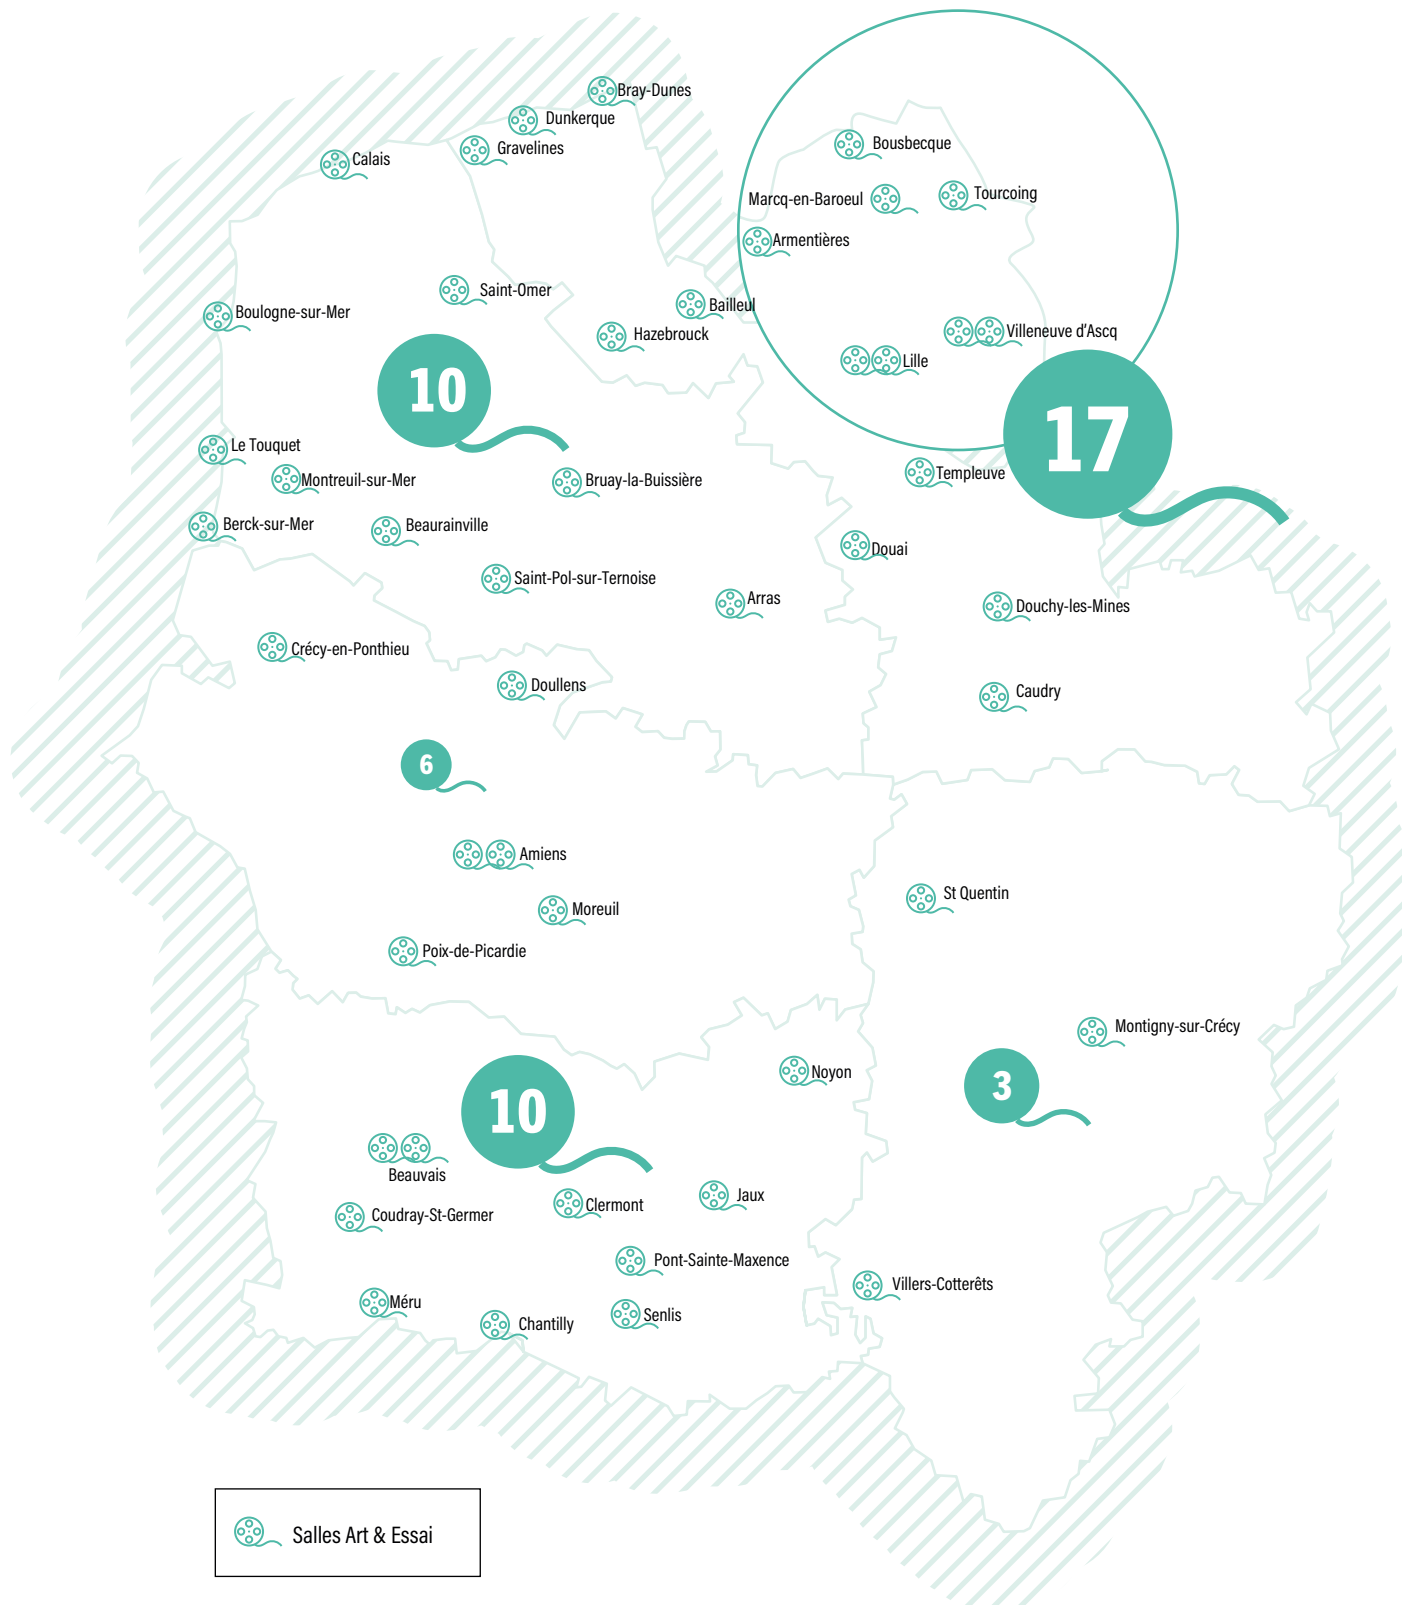 Bray-Dunes
Dunkerque
Gravelines
Calais
Bousbecque
Marcq-en-Baroeul
Tourcoing
Armentières
Saint-Omer
Bailleul
Boulogne-sur-Mer
Hazebrouck
Villeneuve d'Ascq
Lille
10
17
Le Touquet
Montreuil-sur-Mer
Bruay-la-Buissière
Templeuve
Berck-sur-Mer
Beaurainville
Douai
Saint-Pol-sur-Ternoise
Arras
Douchy-les-Mines
Crécy-en-Ponthieu
Doullens
Caudry
6
Amiens
St Quentin
Moreuil
Poix-de-Picardie
Montigny-sur-Crécy
Noyon
3
10
Beauvais
Jaux
Clermont
Coudray-St-Germer
Pont-Sainte-Maxence
Villers-Cotterêts
Méru
Senlis
Chantilly
Salles Art & Essai